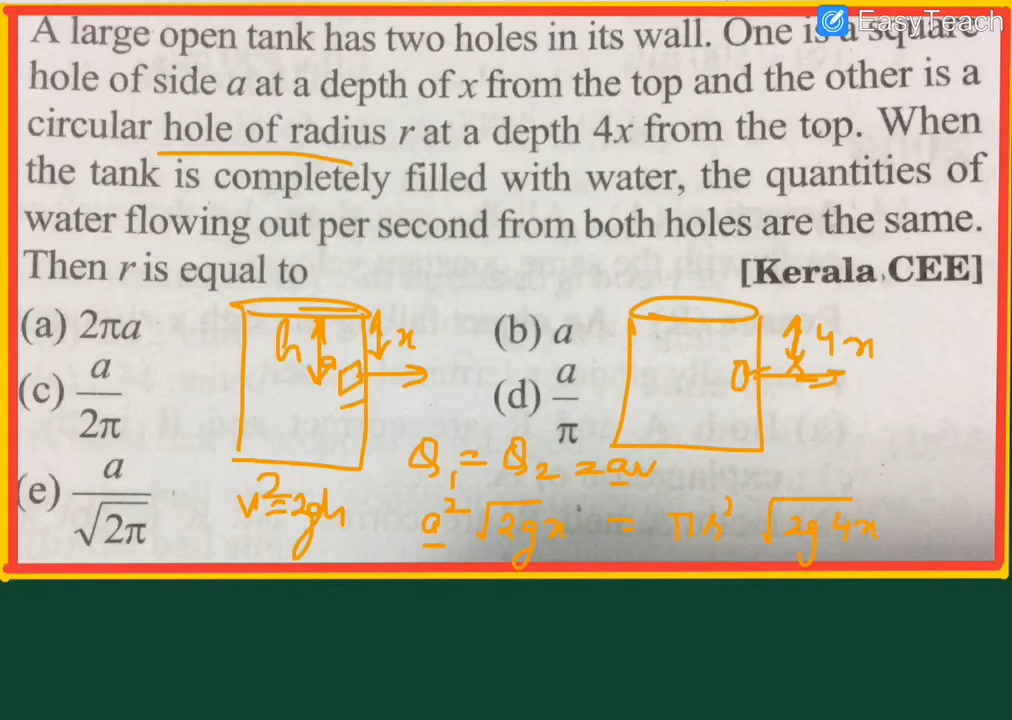 EasyTeach
A large open tank has two holes in its wall. One is a square
hole of side a at a depth of x from the top and the other is a
circular hole of radius r at a depth 4x from the top. When
the tank is completely filled with water, the quantities of
water flowing out per second from both holes are the same.
Then r is equal to [Kerala CEE]
(a) 2πa (b) a
(c) a/2π (d) a/π
(e) a/√2π
h x
4x
Q₁ = Q₂ = av
v² = 2gh
a² √2gx = πr² √2g4x